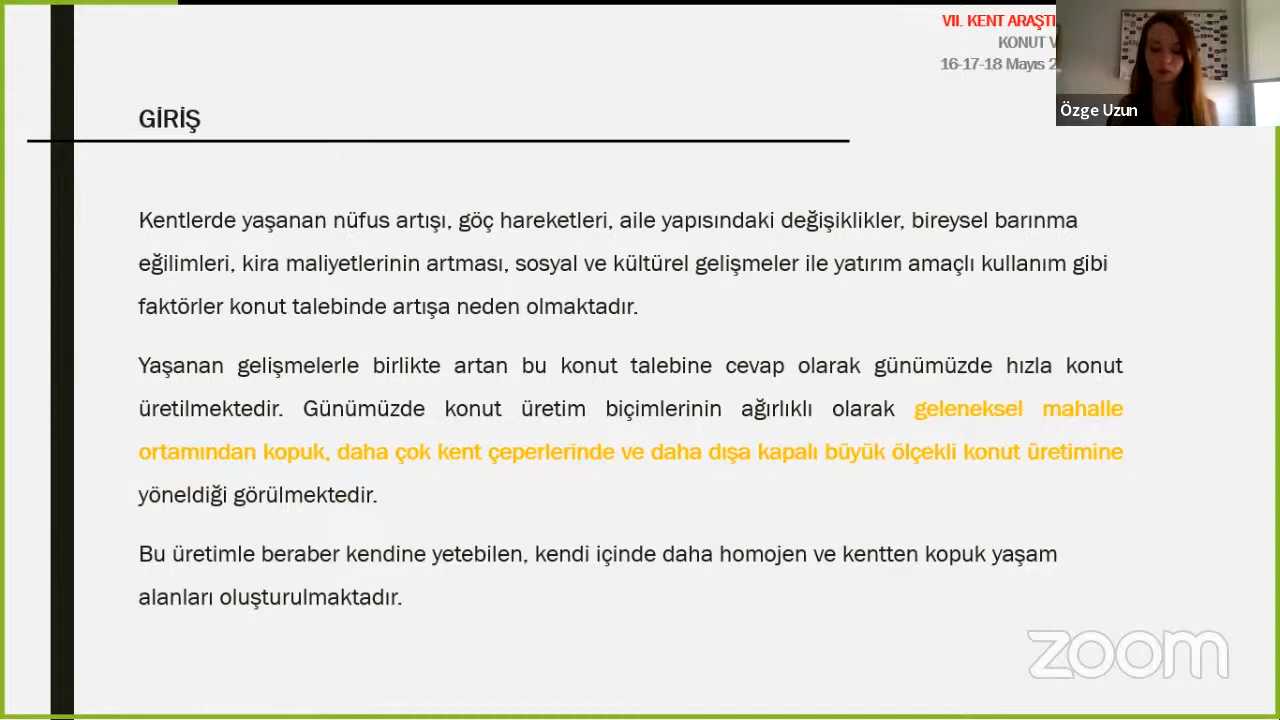 VII. KENT
KONUT
16-17-18 Mayıs
Özge Uzun
GİRİŞ
Kentlerde yaşanan nüfus artışı, göç hareketleri, aile yapısındaki değişiklikler, bireysel barınma
eğilimleri, kira maliyetlerinin artması, sosyal ve kültürel gelişmeler ile yatırım amaçlı kullanım gibi
faktörler konut talebinde artışa neden olmaktadır.
Yaşanan gelişmelerle birlikte artan bu konut talebine cevap olarak günümüzde hızla konut
üretilmektedir. Günümüzde konut üretim biçimlerinin ağırlıklı olarak geleneksel mahalle
ortamından kopuk, daha çok kent çeperlerinde ve daha dışa kapalı büyük ölçekli konut üretimine
yöneldiği görülmektedir.
Bu üretimle beraber kendine yetebilen, kendi içinde daha homojen ve kentten kopuk yaşam
alanları oluşturulmaktadır.
zoom